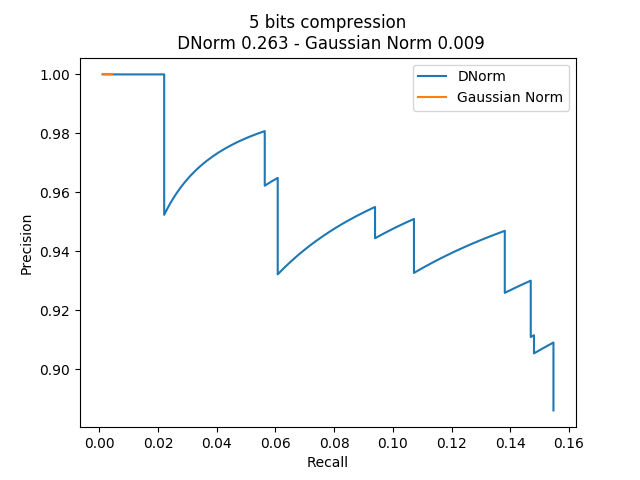 5 bits compression
DNorm 0.263 - Gaussian Norm 0.009
DNorm
Gaussian Norm
1.00
0.98
0.96
0.94
0.92
0.90
Precision
0.00 0.02 0.04 0.06 0.08 0.10 0.12 0.14 0.16
Recall